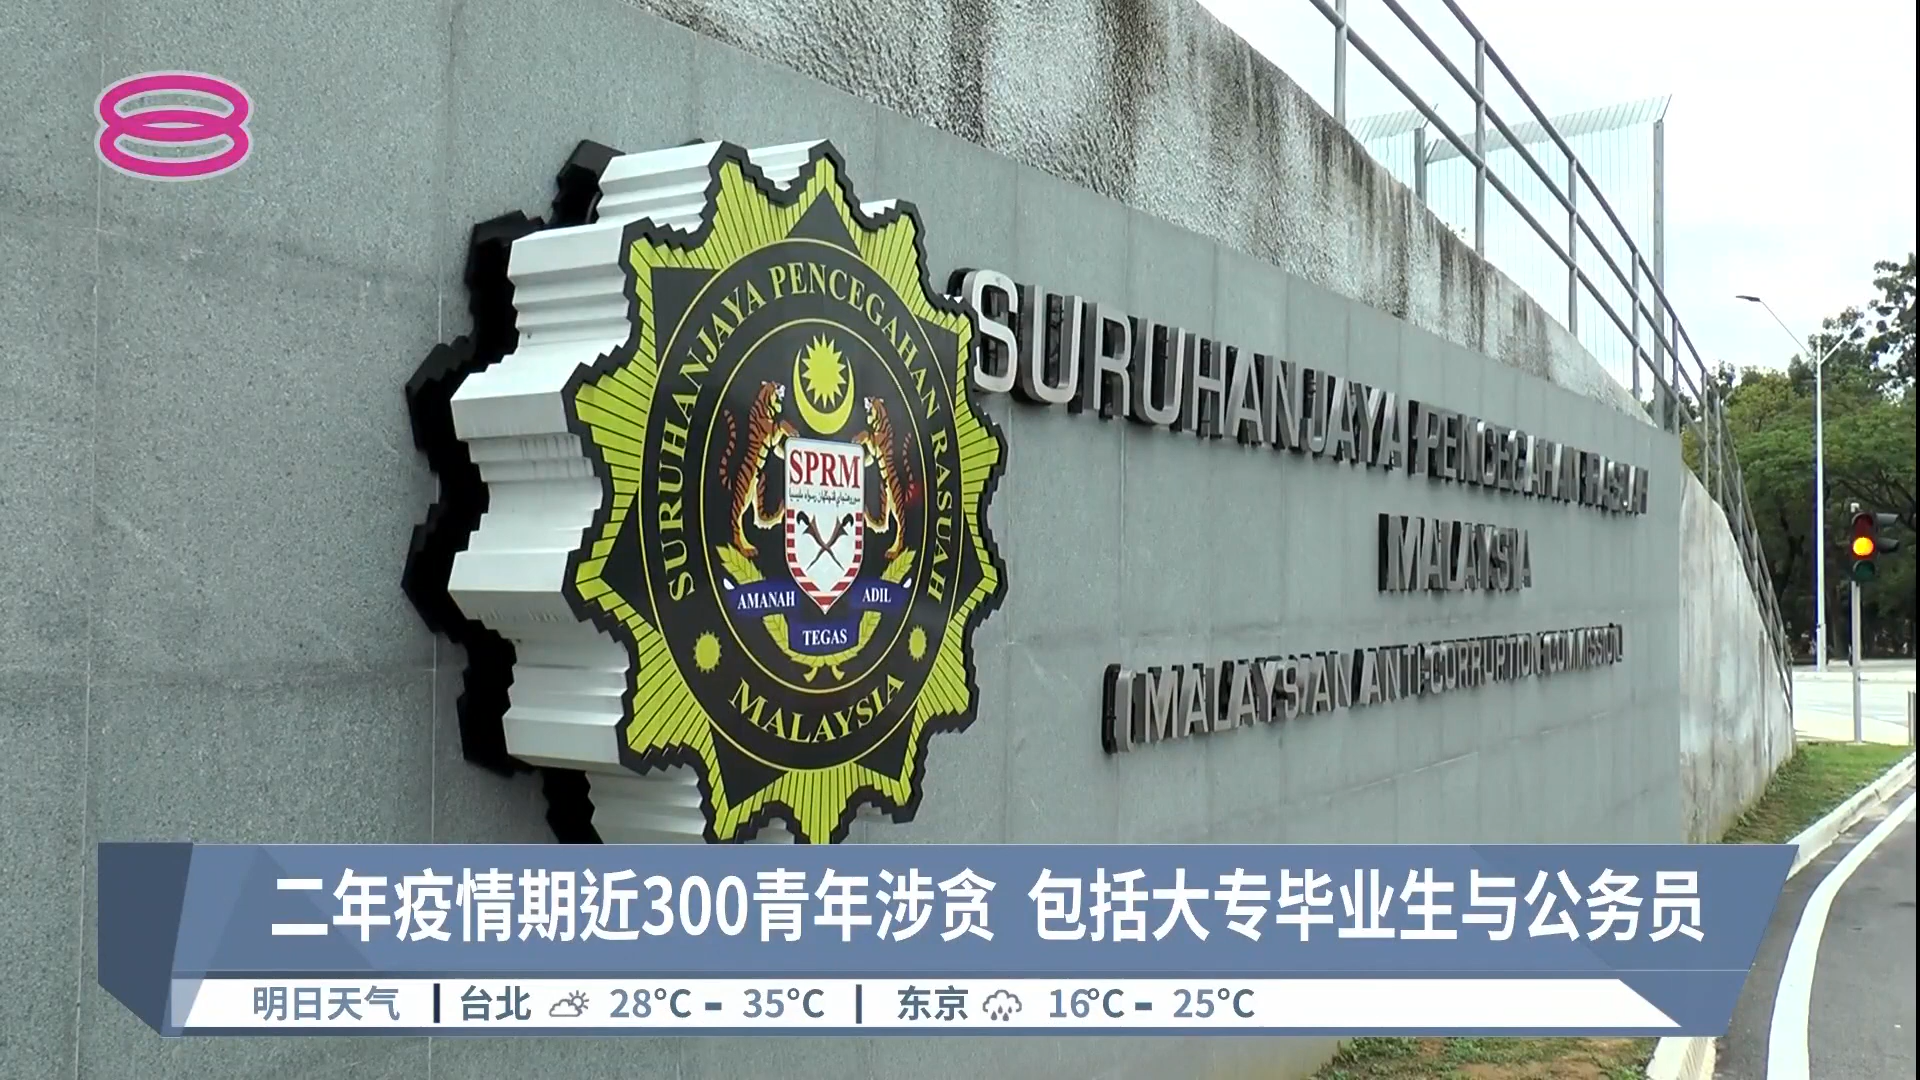 SURUHANJAYA PENCEGAHAN RASUAH
MALAYSIA
SPRM
AMANAH
TEGAS
ADIL
SURUHANJAYA PENCEGAHAN RASUAH
MALAYSIA
(MALAYSIAN ANTI-CORRUPTION COMMISSION)
二年疫情期近300青年涉贪 包括大专毕业生与公务员
明日天气 | 台北 28°C - 35°C | 东京 16°C - 25°C